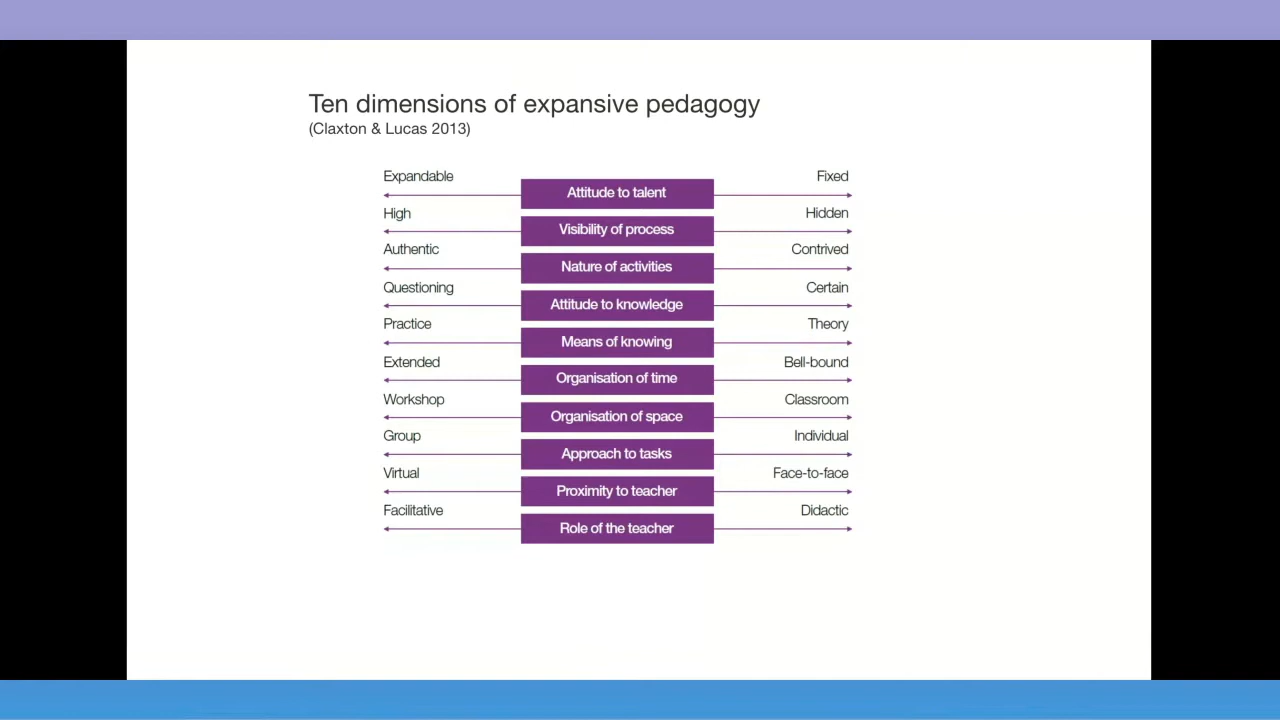 Ten dimensions of expansive pedagogy
(Claxton & Lucas 2013)
Expandable Attitude to talent Fixed
High Visibility of process Hidden
Authentic Nature of activities Contrived
Questioning Attitude to knowledge Certain
Practice Means of knowing Theory
Extended Organisation of time Bell-bound
Workshop Organisation of space Classroom
Group Approach to tasks Individual
Virtual Proximity to teacher Face-to-face
Facilitative Role of the teacher Didactic